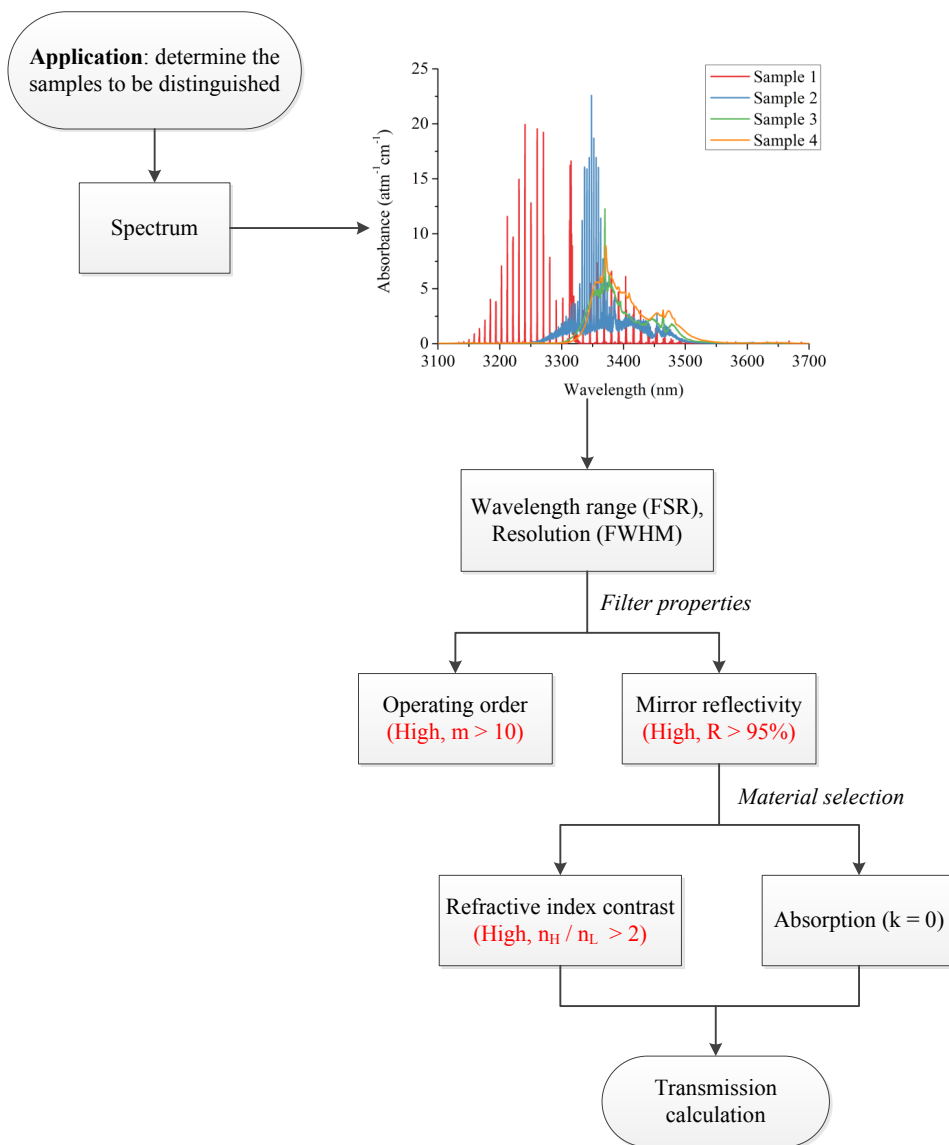 Application: determine the
samples to be distinguished
Spectrum
Absorbance (atm⁻¹cm⁻¹)
25
20
15
10
5
0
Sample 1
Sample 2
Sample 3
Sample 4
3100 3200 3300 3400 3500 3600 3700
Wavelength (nm)
Wavelength range (FSR),
Resolution (FWHM)
Filter properties
Operating order
(High, m > 10)
Mirror reflectivity
(High, R > 95%)
Material selection
Refractive index contrast
(High, n_H / n_L > 2)
Absorption (k = 0)
Transmission
calculation